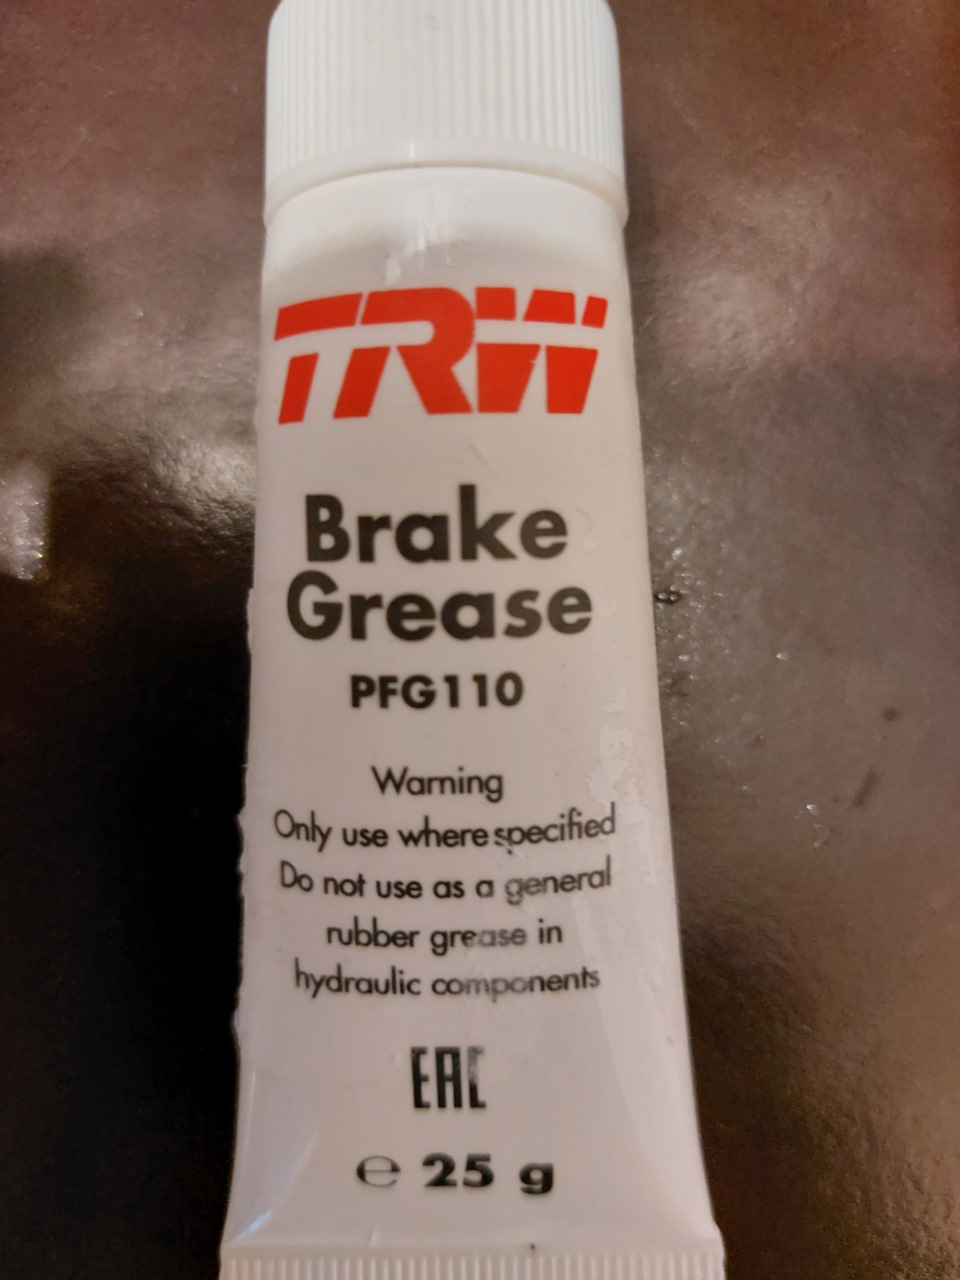 TRW
Brake
Grease
PFG110
Warning
Only use where specified
Do not use as a general
rubber grease in
hydraulic components
EAC
℮ 25 g